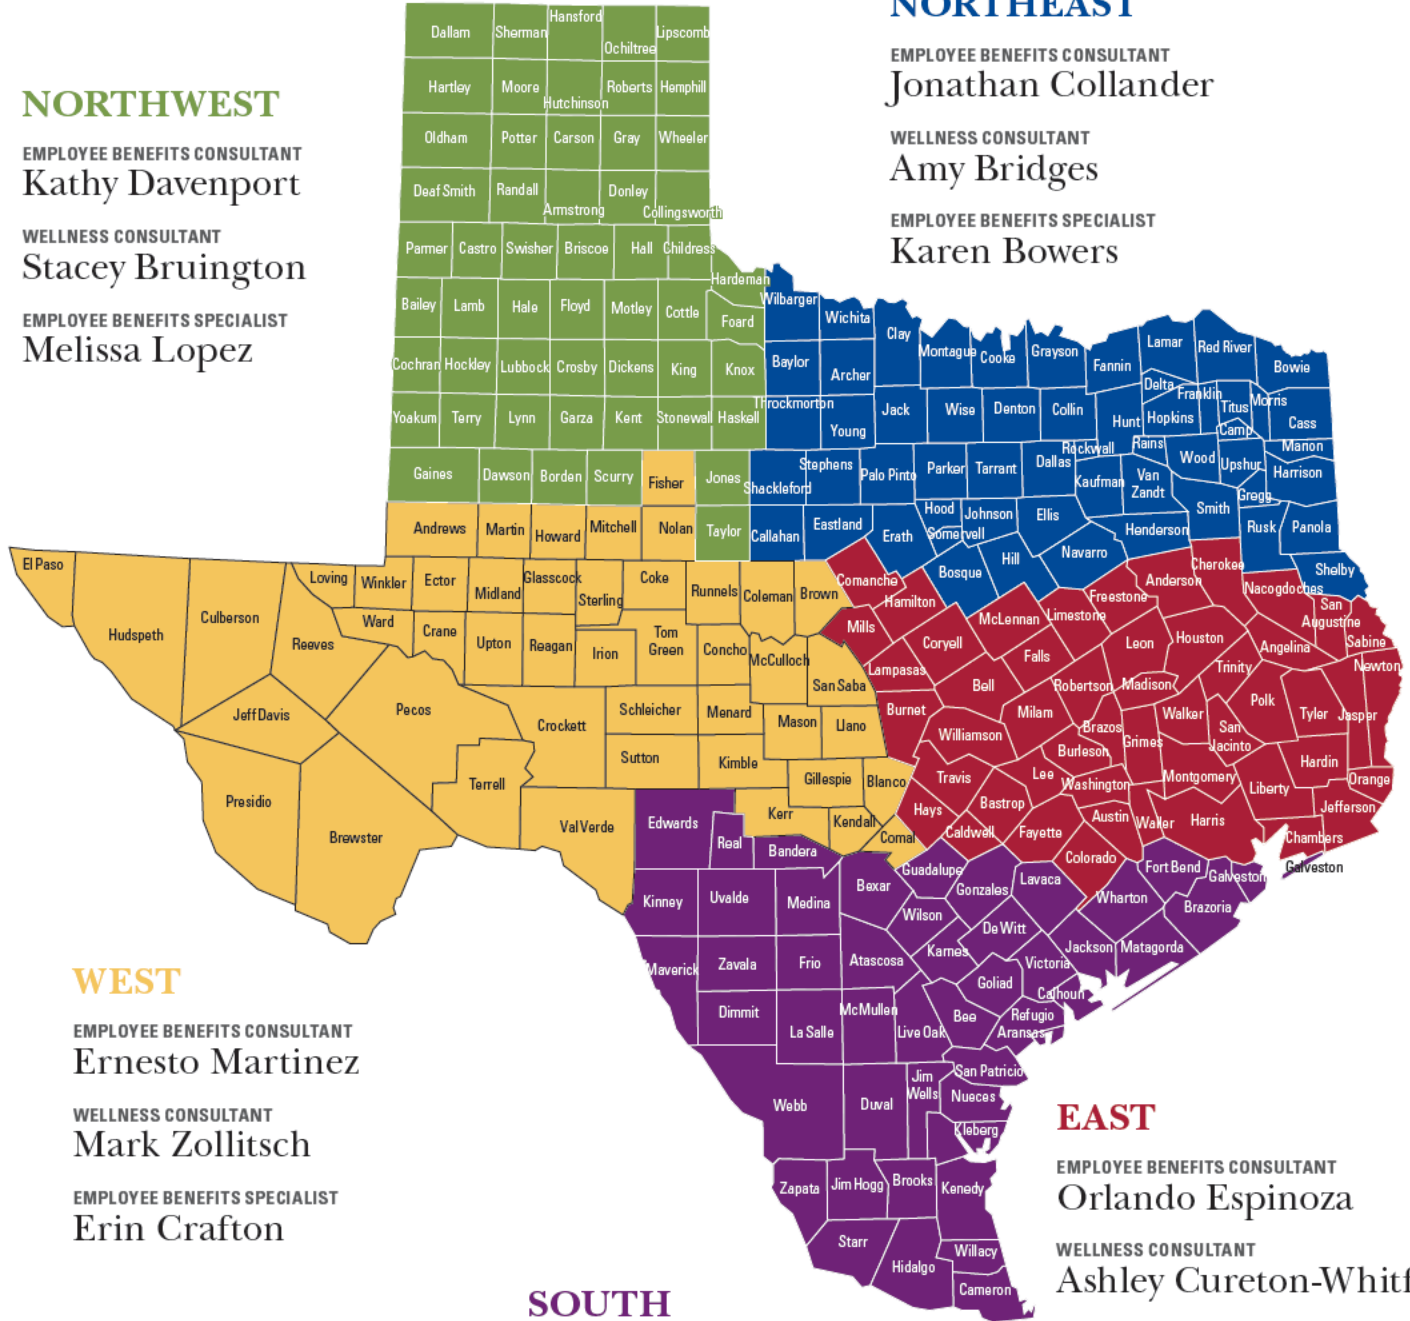 NORTHEAST
EMPLOYEE BENEFITS CONSULTANT
Jonathan Collander
WELLNESS CONSULTANT
Amy Bridges
EMPLOYEE BENEFITS SPECIALIST
Karen Bowers
NORTHWEST
EMPLOYEE BENEFITS CONSULTANT
Kathy Davenport
WELLNESS CONSULTANT
Stacey Bruington
EMPLOYEE BENEFITS SPECIALIST
Melissa Lopez
Dallam Sherman Hansford Ochiltree Lipscomb
Hartley Moore Hutchinson Roberts Hemphill
Oldham Potter Carson Gray Wheeler
Deaf Smith Randall Armstrong Donley Collingsworth
Parmer Castro Swisher Briscoe Hall Childress
Hardeman
Bailey Lamb Hale Floyd Motley Cottle Foard
Cochran Hockley Lubbock Crosby Dickens King Knox
Yoakum Terry Lynn Garza Kent Stonewall Haskell
Gaines Dawson Borden Scurry Fisher Jones
Taylor
Wilbarger Wichita Clay Montague Cooke Grayson Fannin Lamar Red River Bowie
Baylor Archer Delta Franklin Titus Morris Cass
Throckmorton Young Jack Wise Denton Collin Hunt Hopkins Camp Marion
Shackleford Stephens Palo Pinto Parker Tarrant Dallas Rockwall Kaufman Rains Van Zandt Wood Upshur Harrison
Gregg
Callahan Eastland Erath Hood Somervell Johnson Ellis Henderson Smith Rusk Panola
Bosque Hill Navarro Shelby
Andrews Martin Howard Mitchell Nolan
El Paso Hudspeth Culberson Reeves Loving Winkler Ector Midland Glasscock Sterling Coke Runnels Coleman Brown
Ward Crane Upton Reagan Irion Tom Green Concho McCulloch San Saba
Jeff Davis Pecos Crockett Schleicher Menard Mason Llano
Presidio Brewster Terrell Sutton Kimble Gillespie Blanco
Val Verde Kerr Kendall Comal
Comanche Hamilton Mills McLennan Limestone Freestone Anderson Cherokee Nacogdoches San Augustine Sabine
Lampasas Coryell Falls Leon Houston Angelina Trinity Newton
Burnet Bell Robertson Madison Polk Tyler Jasper
Williamson Milam Brazos Burleson Grimes Walker San Jacinto Hardin
Travis Lee Washington Montgomery Liberty Orange
Hays Bastrop Austin Waller Harris Jefferson
Caldwell Fayette Colorado Chambers
Galveston
Edwards Real Bandera Bexar Guadalupe Gonzales Lavaca Wharton Fort Bend Galveston
Kinney Uvalde Medina Wilson De Witt Jackson Matagorda Brazoria
Maverick Zavala Frio Atascosa Karnes Goliad Victoria Calhoun
Dimmit La Salle McMullen Live Oak Bee Refugio Aransas
Webb Duval Jim Wells San Patricio Nueces Kleberg
Zapata Jim Hogg Brooks Kenedy
Starr Hidalgo Willacy Cameron
WEST
EMPLOYEE BENEFITS CONSULTANT
Ernesto Martinez
WELLNESS CONSULTANT
Mark Zollitsch
EMPLOYEE BENEFITS SPECIALIST
Erin Crafton
EAST
EMPLOYEE BENEFITS CONSULTANT
Orlando Espinoza
WELLNESS CONSULTANT
Ashley Cureton-Whitf
SOUTH